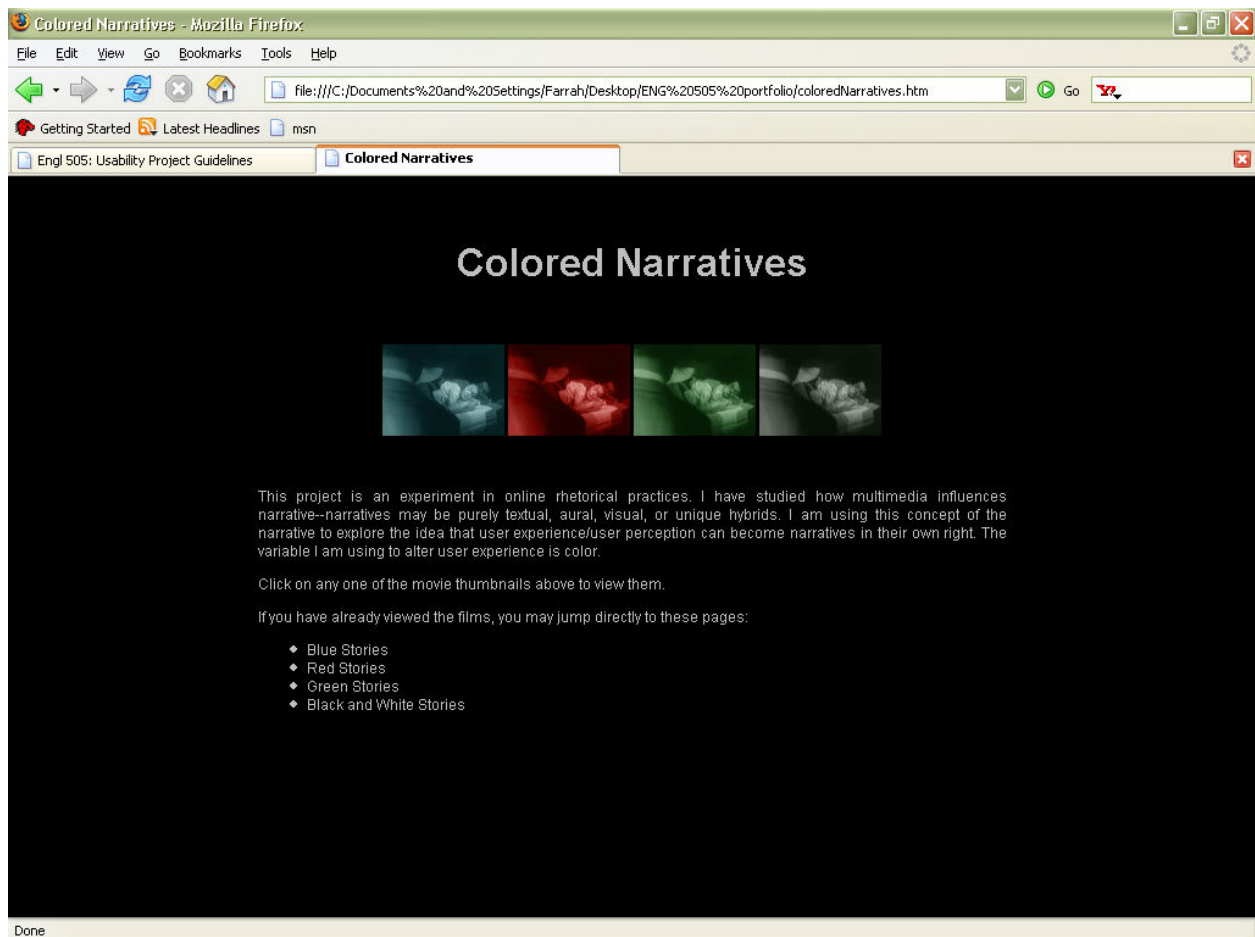 Colored Narratives - Mozilla Firefox
File Edit View Go Bookmarks Tools Help
file:///C:/Documents%20and%20Settings/Farrah/Desktop/ENG%20505%20portfolio/coloredNarratives.htm Go Y!
Getting Started Latest Headlines msn
Engl 505: Usability Project Guidelines Colored Narratives
Colored Narratives
This project is an experiment in online rhetorical practices. I have studied how multimedia influences
narrative--narratives may be purely textual, aural, visual, or unique hybrids. I am using this concept of the
narrative to explore the idea that user experience/user perception can become narratives in their own right. The
variable I am using to alter user experience is color.
Click on any one of the movie thumbnails above to view them.
If you have already viewed the films, you may jump directly to these pages:
Blue Stories
Red Stories
Green Stories
Black and White Stories
Done